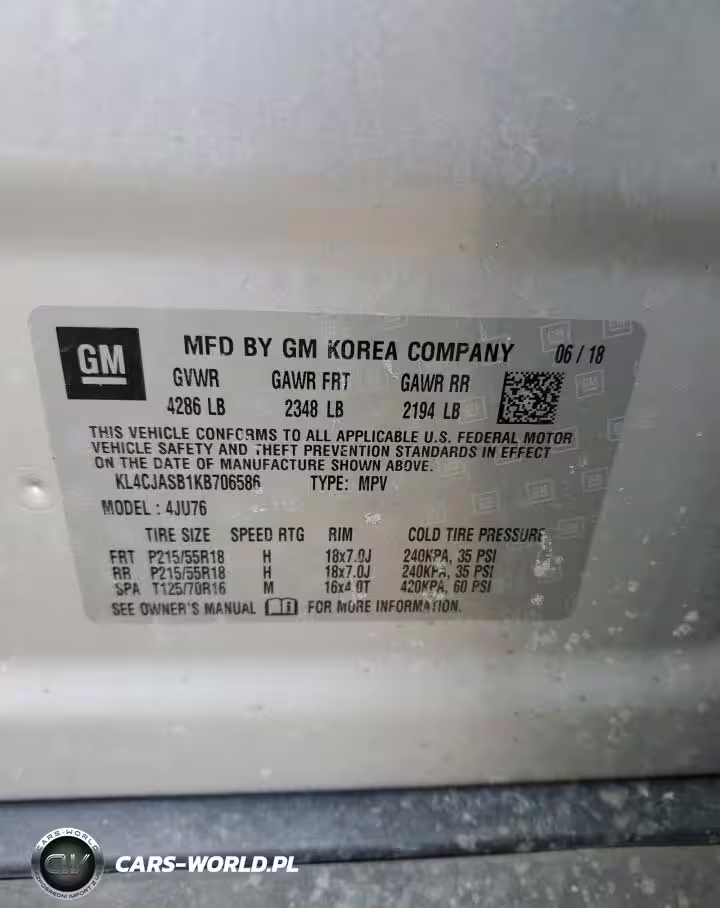 GM
MFD BY GM KOREA COMPANY 06 / 18
GVWR GAWR FRT GAWR RR
4286 LB 2348 LB 2194 LB
THIS VEHICLE CONFORMS TO ALL APPLICABLE U.S. FEDERAL MOTOR
VEHICLE SAFETY AND THEFT PREVENTION STANDARDS IN EFFECT
ON THE DATE OF MANUFACTURE SHOWN ABOVE.
KL4CJASB1KB706586 TYPE: MPV
MODEL : 4JU76
TIRE SIZE SPEED RTG RIM COLD TIRE PRESSURE
FRT P215/55R18 H 18x7.0J 240KPA, 35 PSI
RR P215/55R18 H 18x7.0J 240KPA, 35 PSI
SPA T125/70R16 M 16x4.0T 420KPA, 60 PSI
SEE OWNER'S MANUAL FOR MORE INFORMATION.
CARS-WORLD
CW
CARS-WORLD.PL